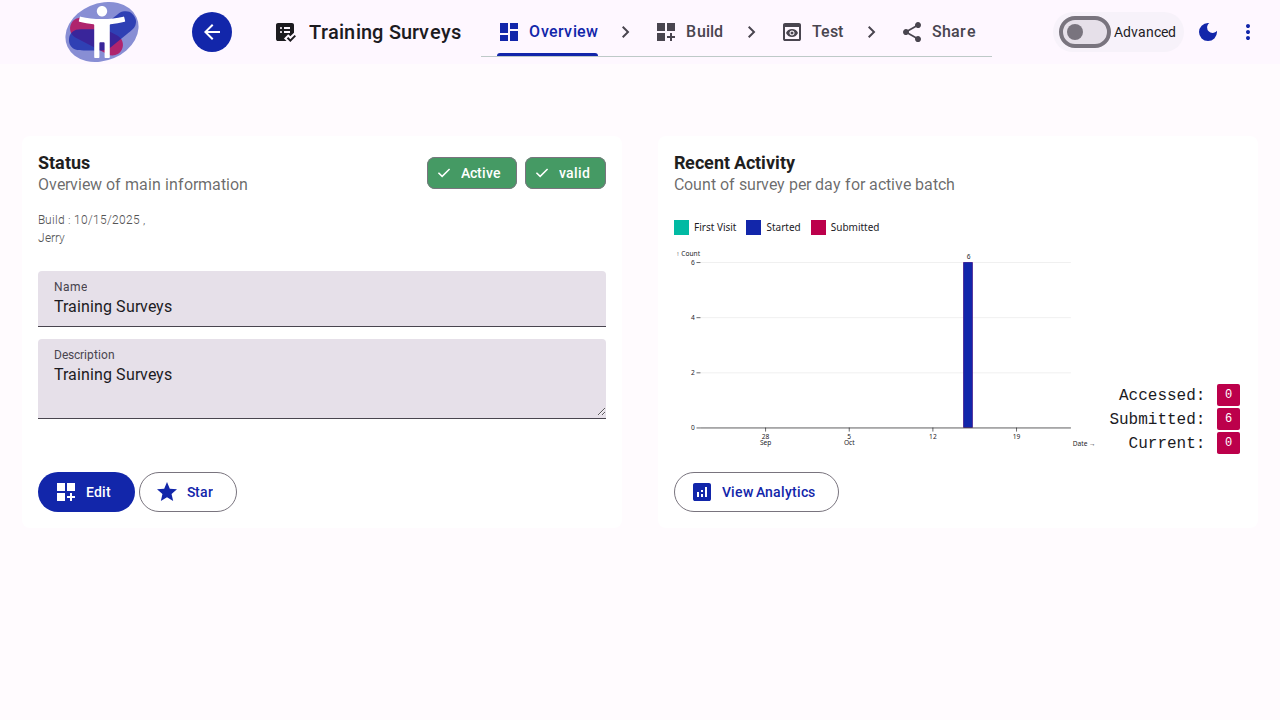 Training Surveys
Overview
Build
Test
Share
Advanced
Status
Overview of main information
Active
valid
Build : 10/15/2025 ,
Jerry
Name
Training Surveys
Description
Training Surveys
Edit
Star
Recent Activity
Count of survey per day for active batch
First Visit
Started
Submitted
↑ Count
6
6
4
2
0
28
Sep
5
Oct
12
19
Date →
Accessed: 0
Submitted: 6
Current: 0
View Analytics